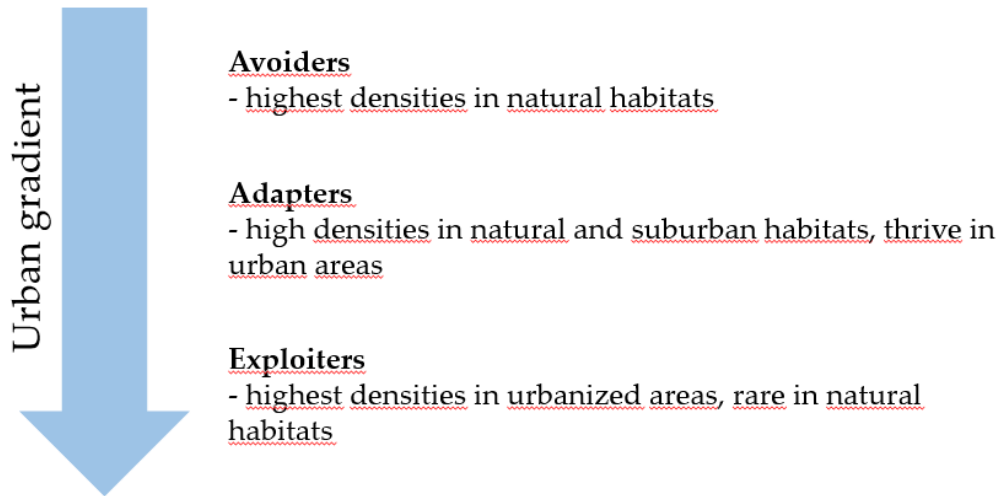 Urban gradient
Avoiders
- highest densities in natural habitats
Adapters
- high densities in natural and suburban habitats, thrive in
urban areas
Exploiters
- highest densities in urbanized areas, rare in natural
habitats